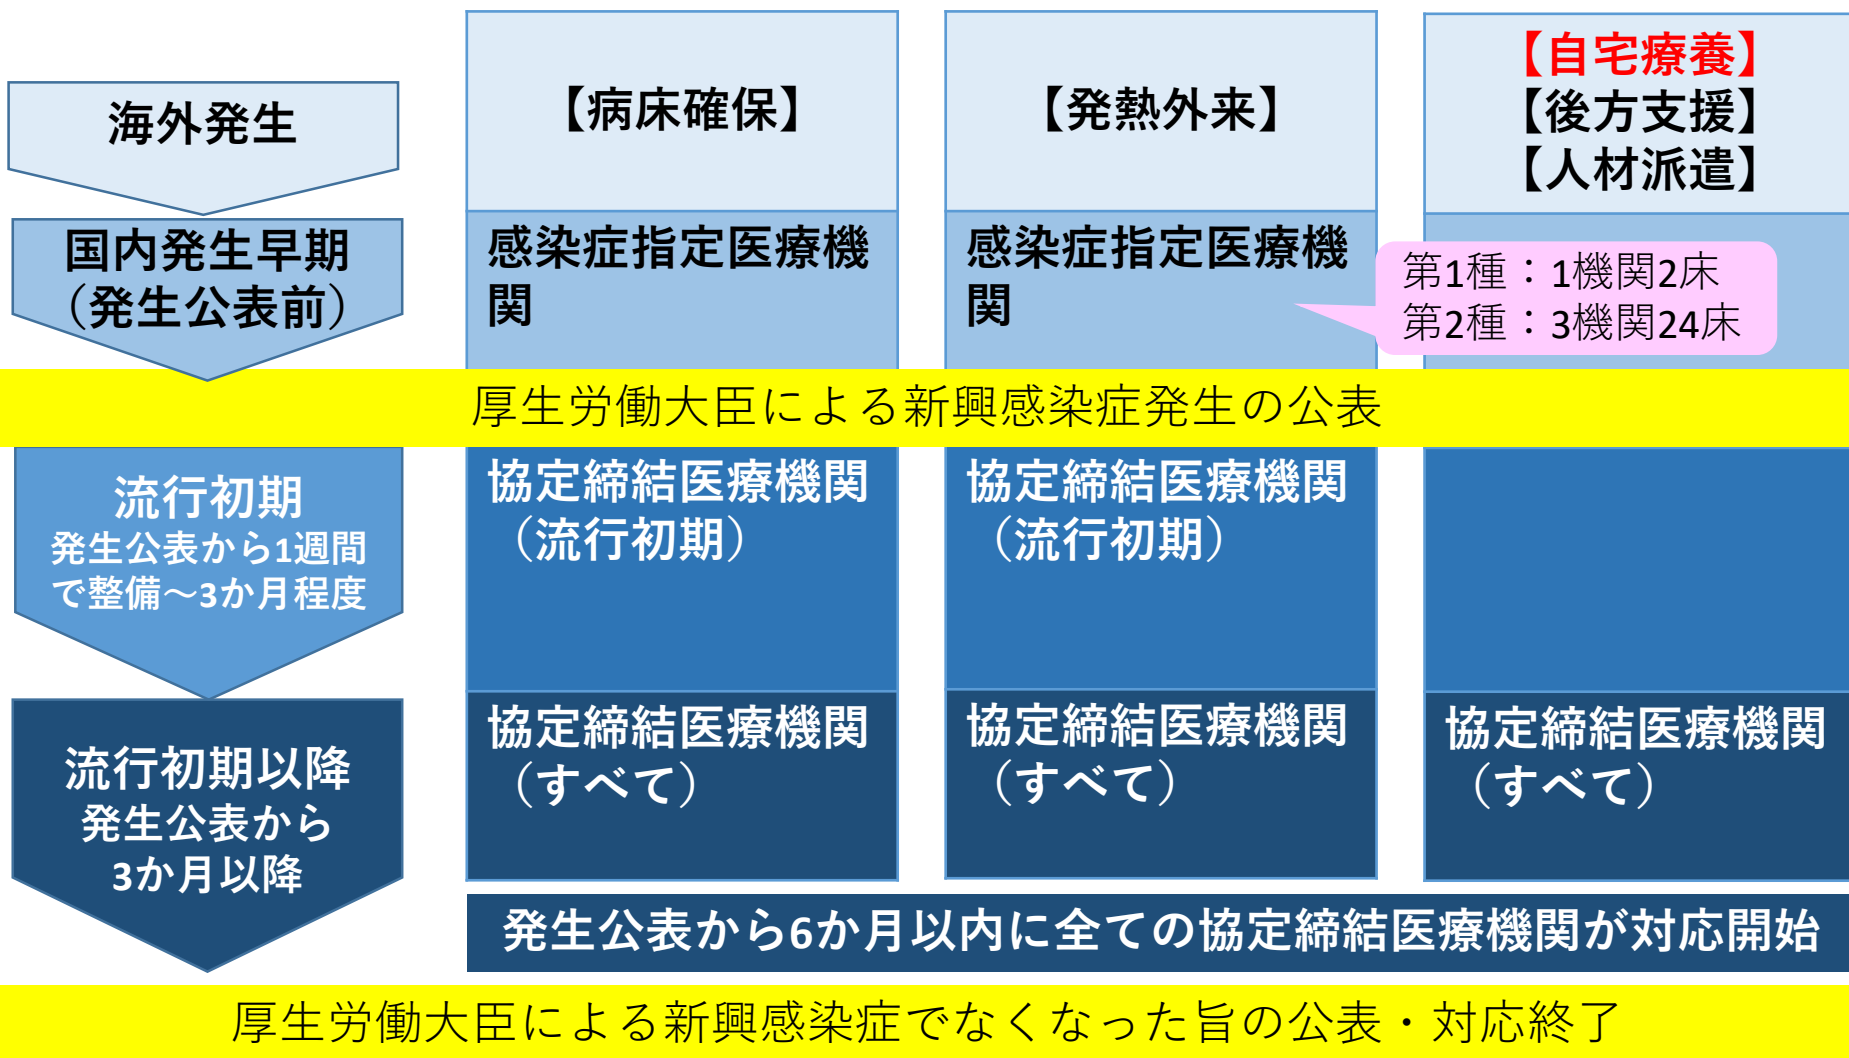 海外発生
【病床確保】
【発熱外来】
【自宅療養】
【後方支援】
【人材派遣】
国内発生早期
（発生公表前）
感染症指定医療機
関
感染症指定医療機
関
第1種：1機関2床
第2種：3機関24床
厚生労働大臣による新興感染症発生の公表
流行初期
発生公表から1週間
で整備～3か月程度
協定締結医療機関
（流行初期）
協定締結医療機関
（流行初期）
流行初期以降
発生公表から
3か月以降
協定締結医療機関
（すべて）
協定締結医療機関
（すべて）
協定締結医療機関
（すべて）
発生公表から6か月以内に全ての協定締結医療機関が対応開始
厚生労働大臣による新興感染症でなくなった旨の公表・対応終了